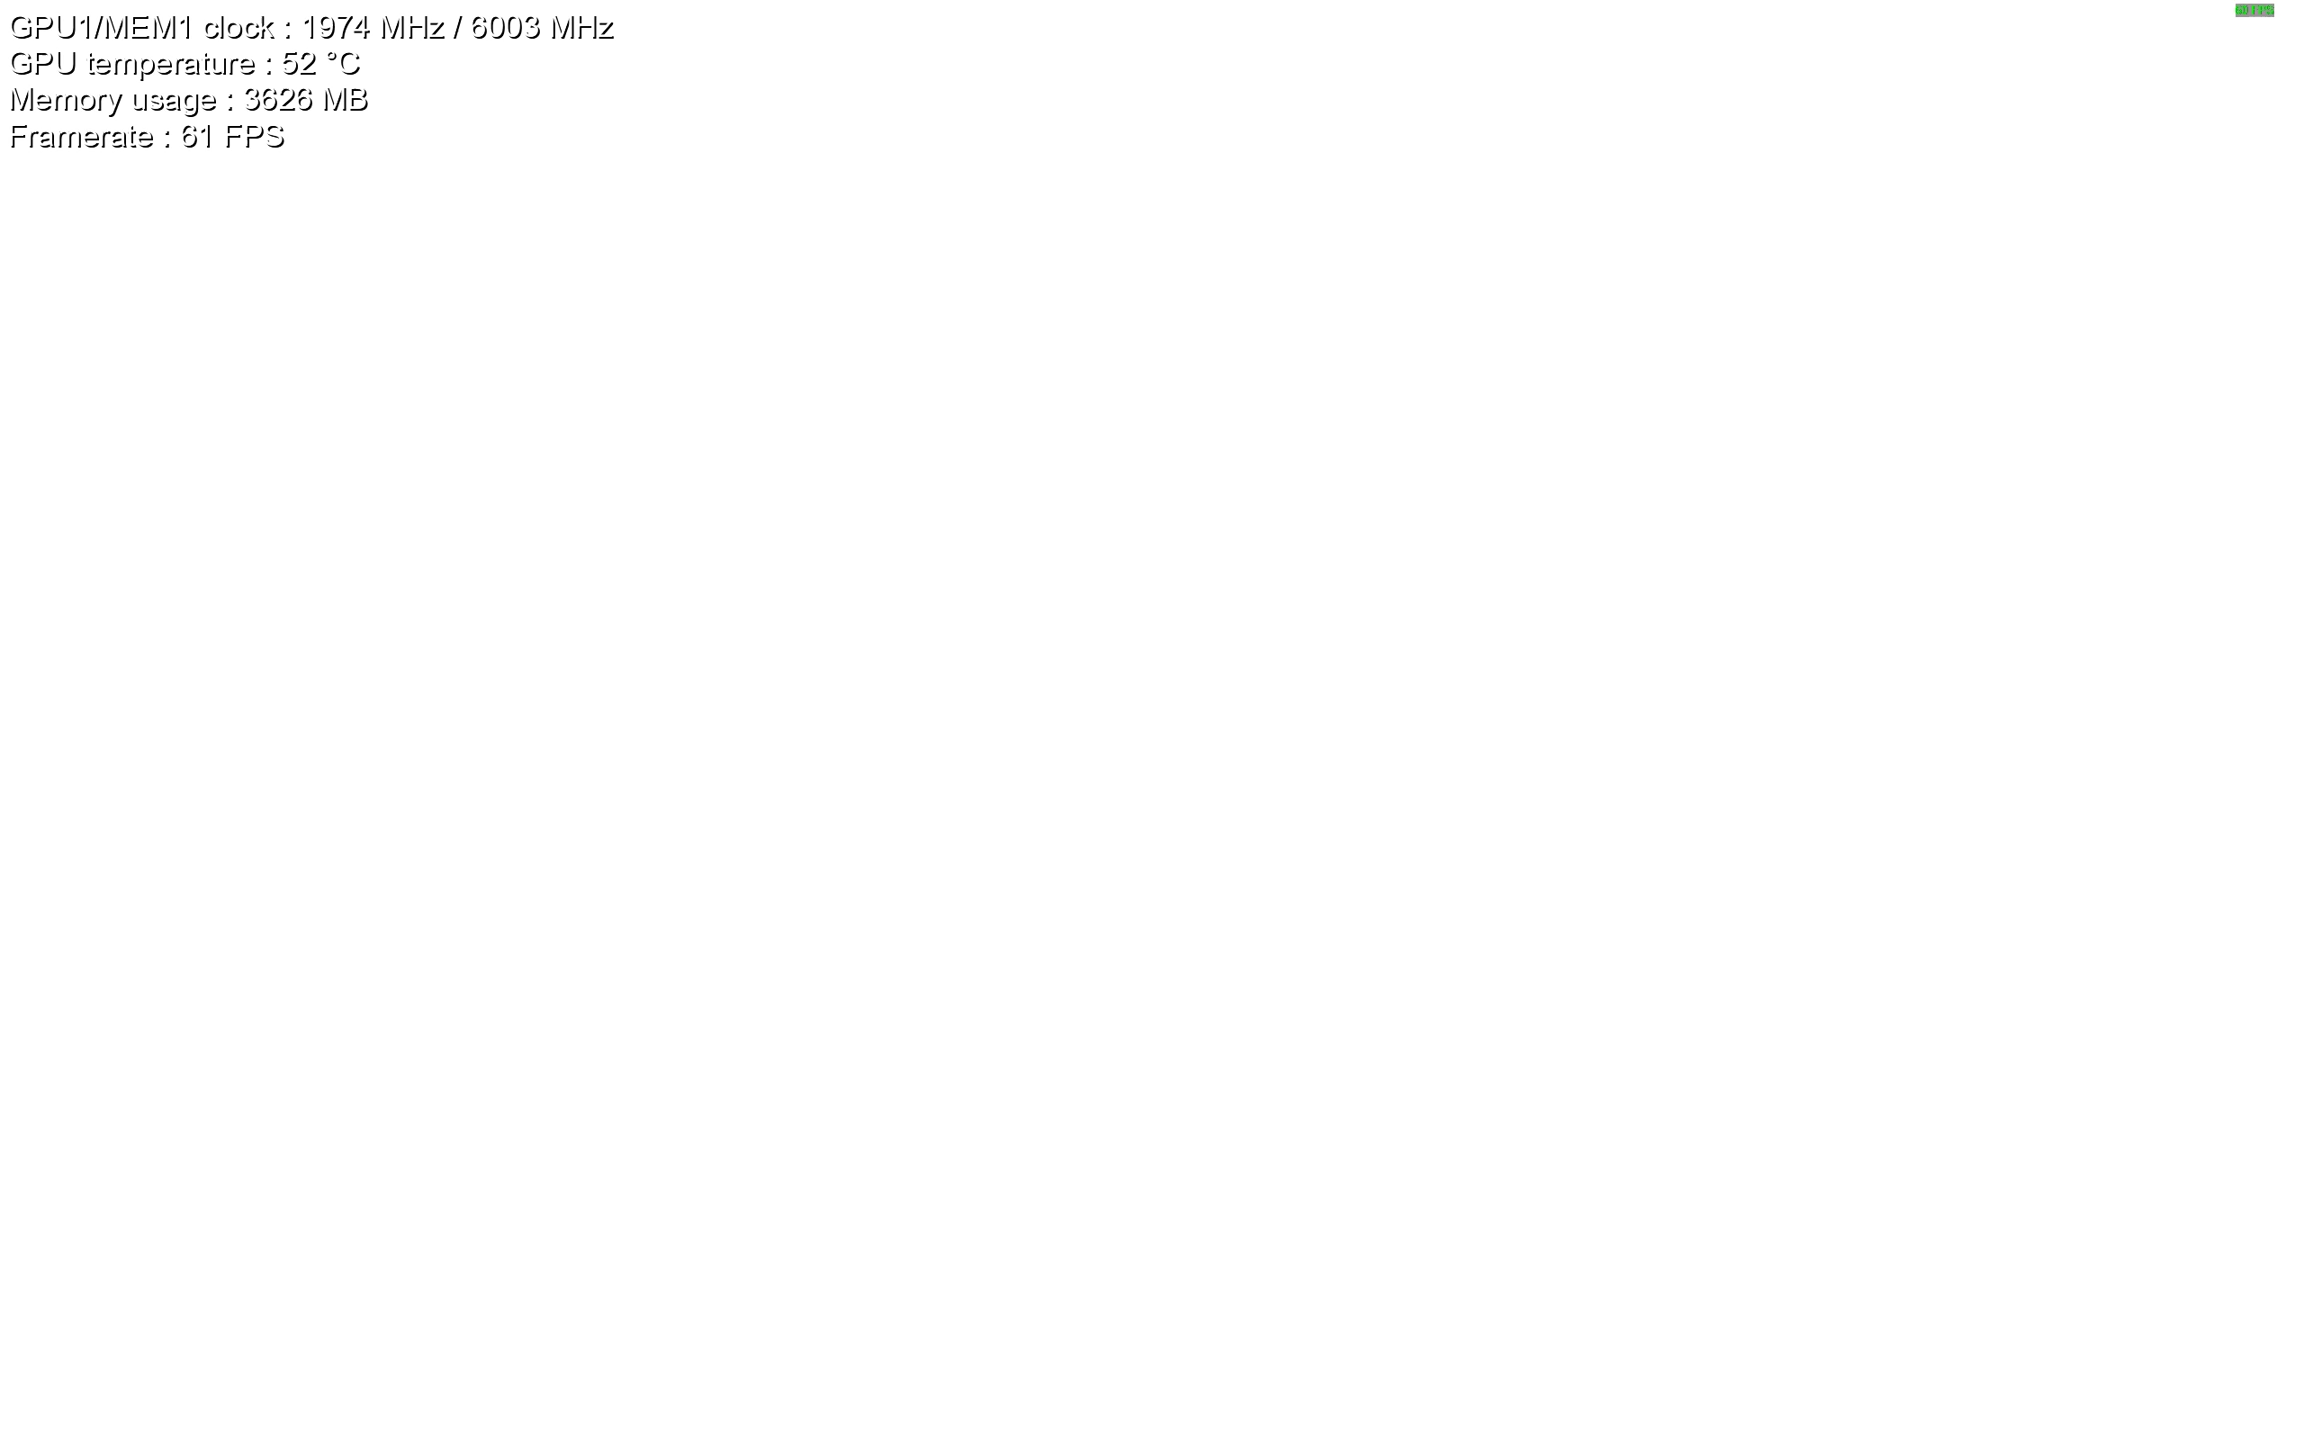 GPU1/MEM1 clock : 1974 MHz / 6003 MHz
GPU temperature : 52 °C
Memory usage : 3626 MB
Framerate : 61 FPS